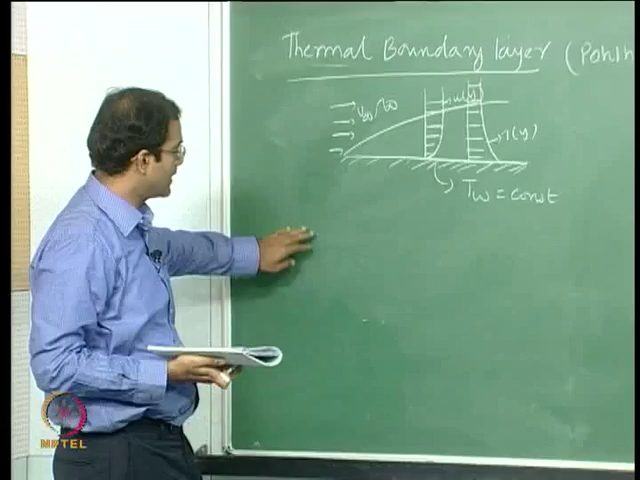 Thermal Boundary layer (Pohlh
U∞, T∞
u(y)
T(y)
Tw = const
NPTEL